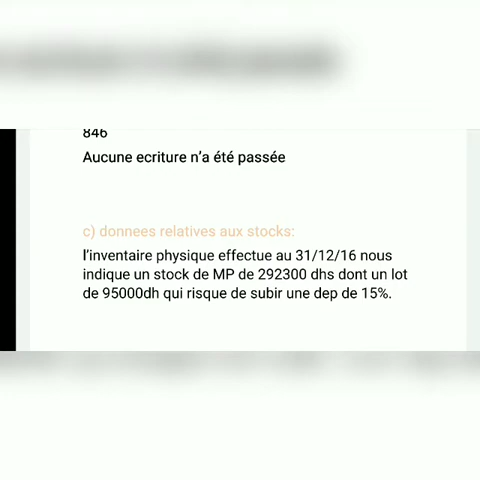 846
Aucune ecriture n'a été passée
c) donnees relatives aux stocks:
l'inventaire physique effectue au 31/12/16 nous
indique un stock de MP de 292300 dhs dont un lot
de 95000dh qui risque de subir une dep de 15%.